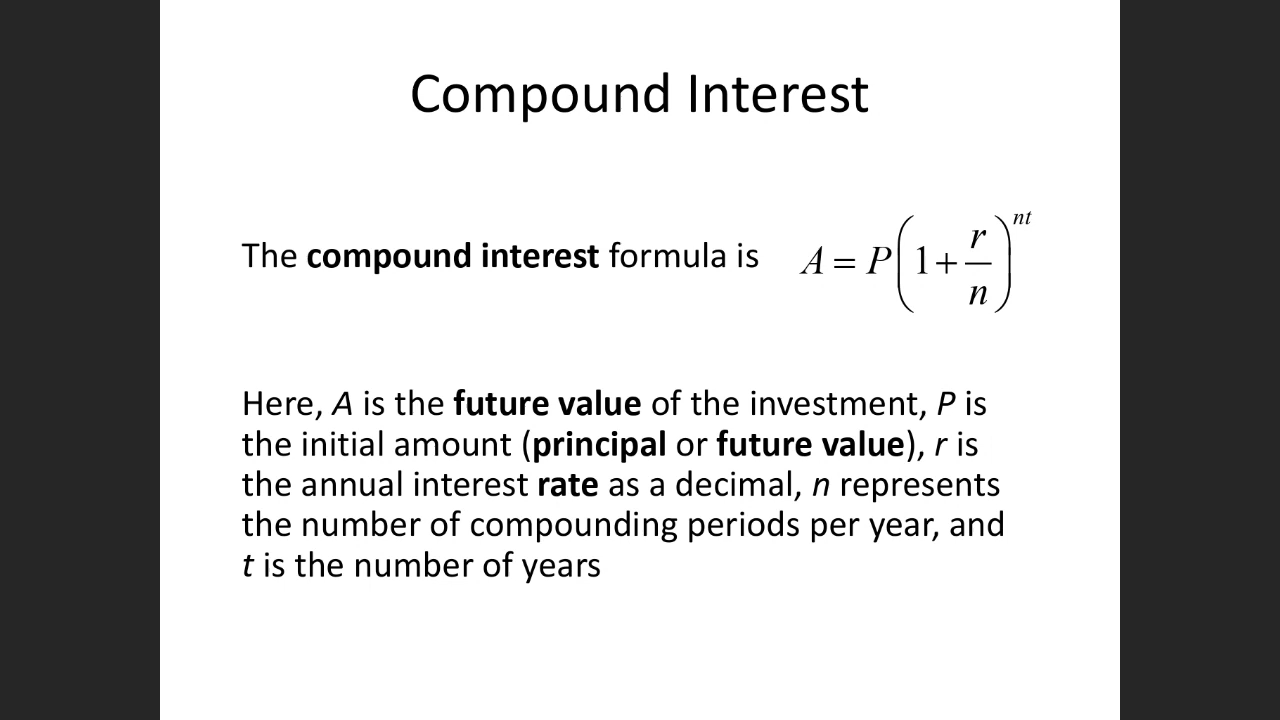 Compound Interest
The compound interest formula is A = P(1 + r/n)^nt
Here, A is the future value of the investment, P is
the initial amount (principal or future value), r is
the annual interest rate as a decimal, n represents
the number of compounding periods per year, and
t is the number of years